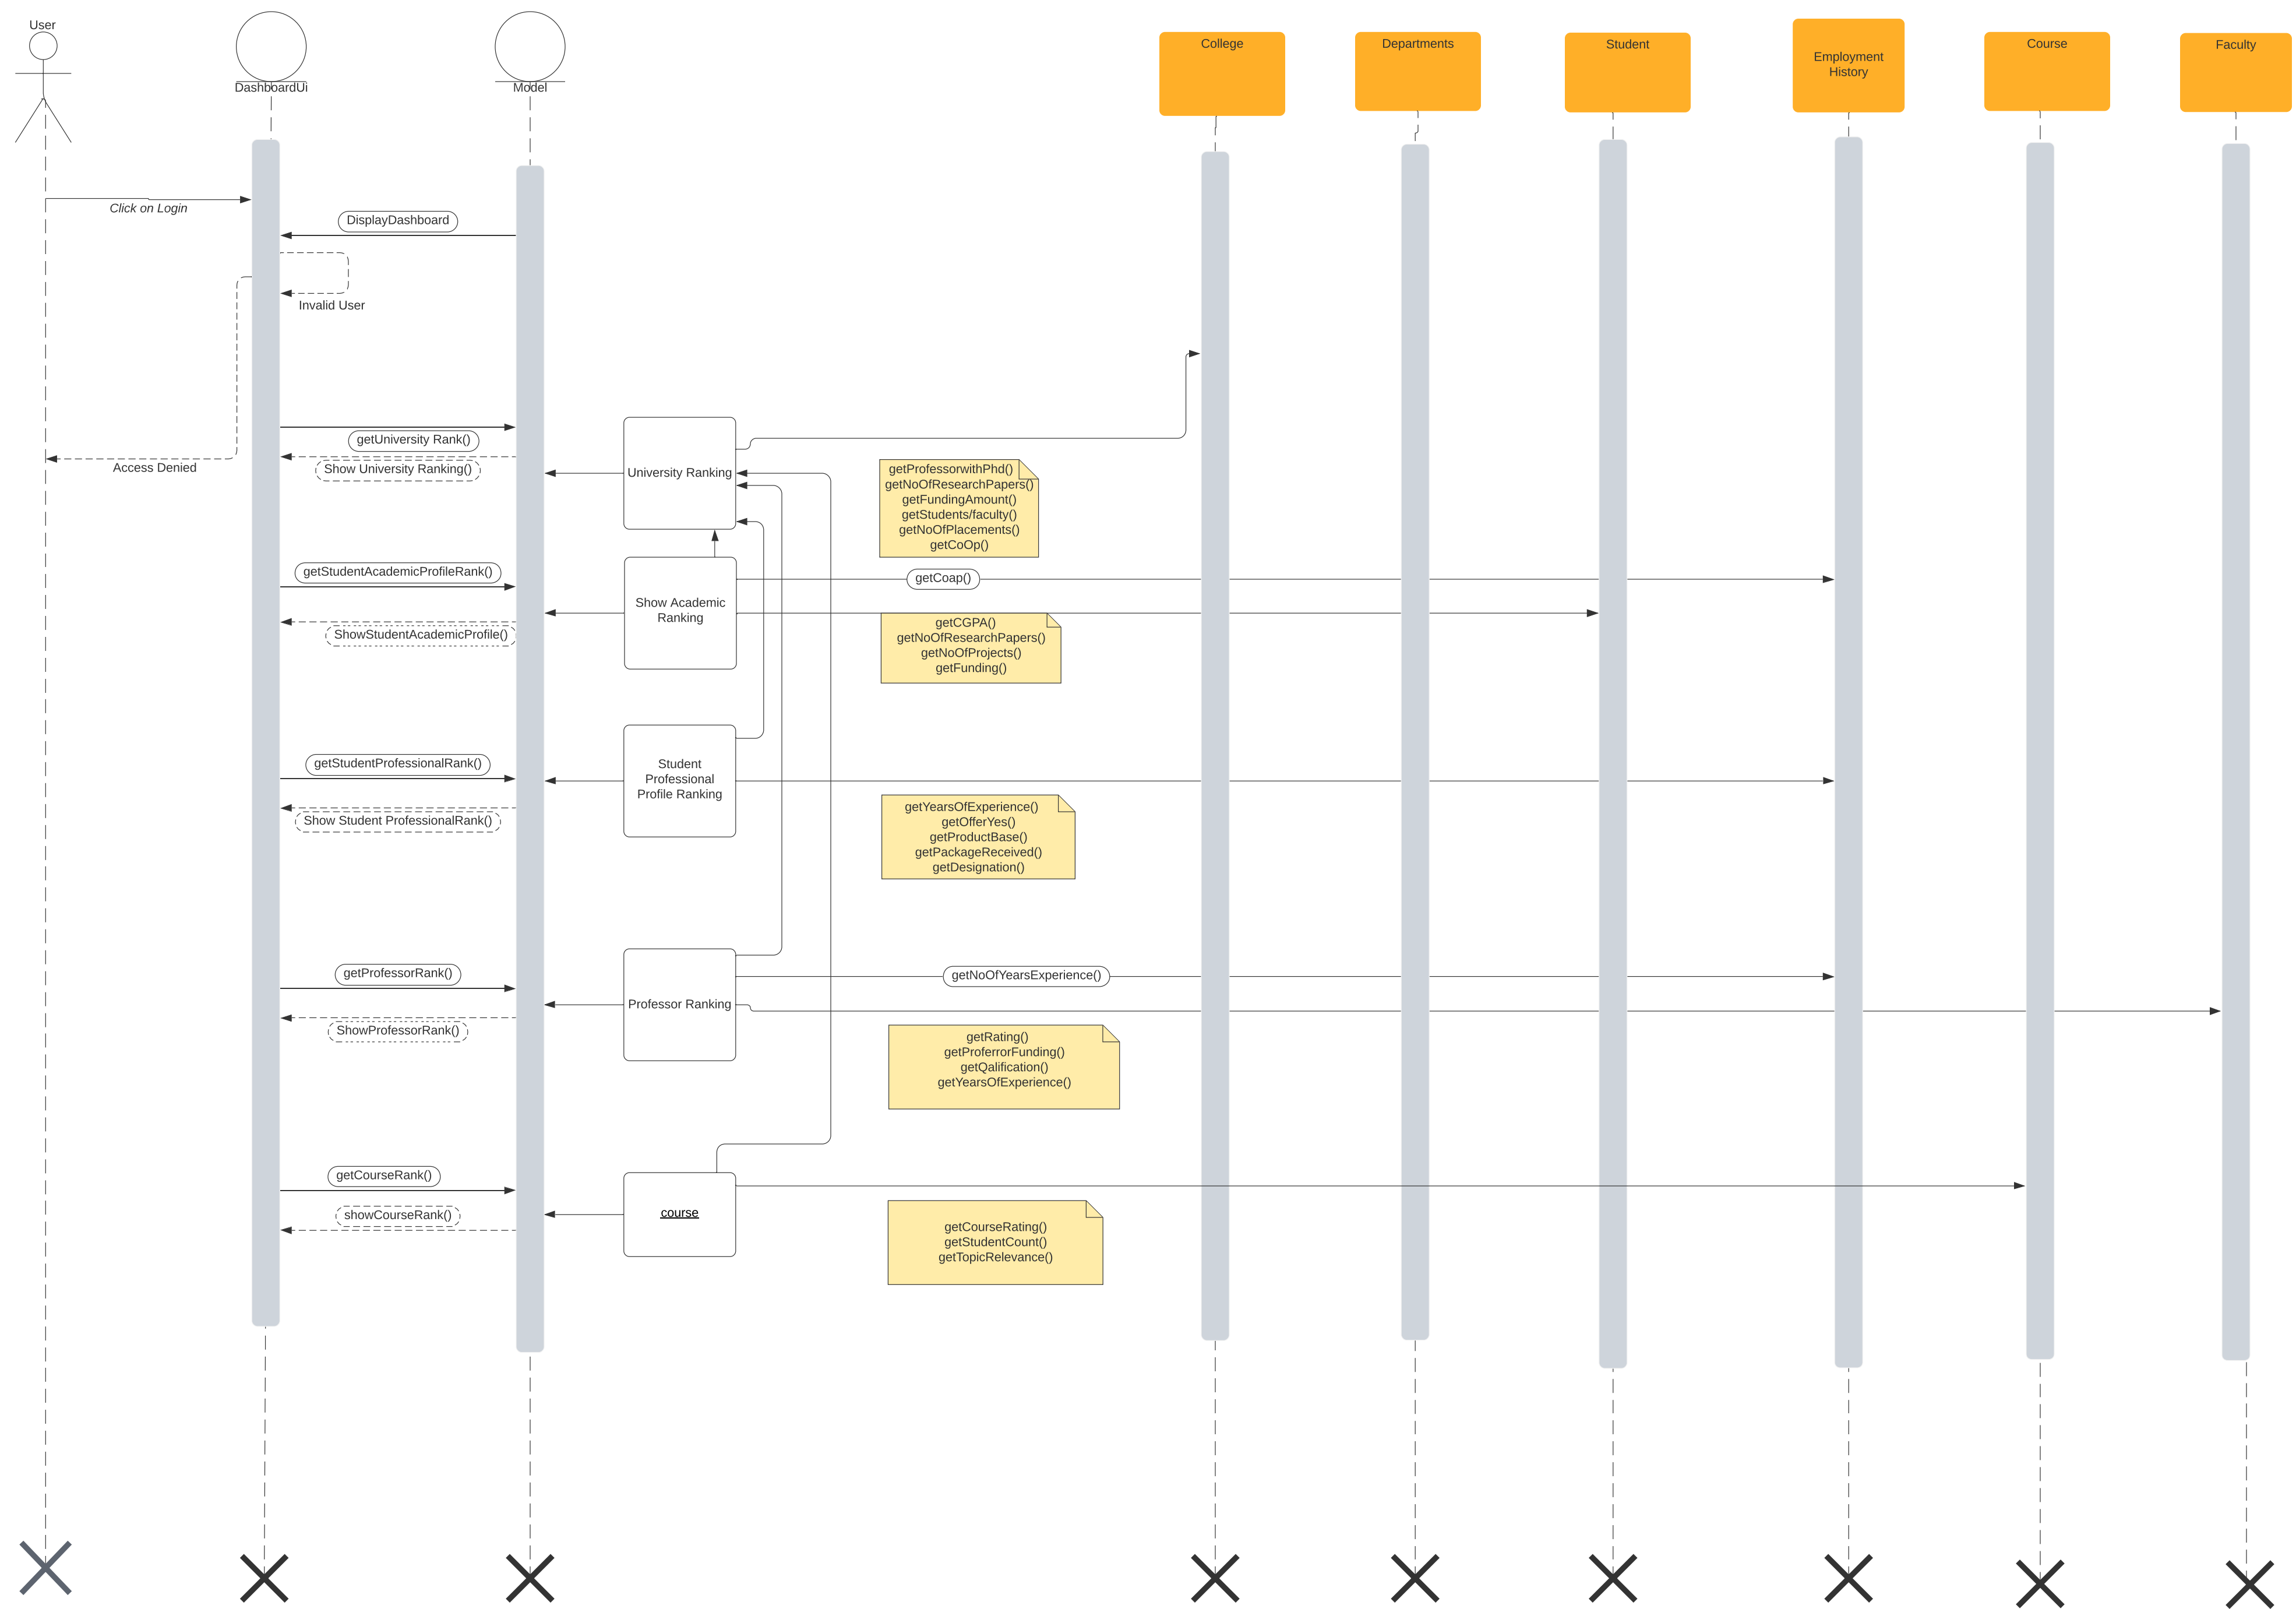 User
DashboardUi
Model
College
Departments
Student
Employment
History
Course
Faculty
Click on Login
DisplayDashboard
Invalid User
Access Denied
getUniversity Rank()
Show University Ranking()
University Ranking
getProfessorwithPhd()
getNoOfResearchPapers()
getFundingAmount()
getStudents/faculty()
getNoOfPlacements()
getCoOp()
getStudentAcademicProfileRank()
ShowStudentAcademicProfile()
Show Academic
Ranking
getCoap()
getCGPA()
getNoOfResearchPapers()
getNoOfProjects()
getFunding()
getStudentProfessionalRank()
Show Student ProfessionalRank()
Student
Professional
Profile Ranking
getYearsOfExperience()
getOfferYes()
getProductBase()
getPackageReceived()
getDesignation()
getProfessorRank()
ShowProfessorRank()
Professor Ranking
getNoOfYearsExperience()
getRating()
getProferrorFunding()
getQalification()
getYearsOfExperience()
getCourseRank()
showCourseRank()
course
getCourseRating()
getStudentCount()
getTopicRelevance()